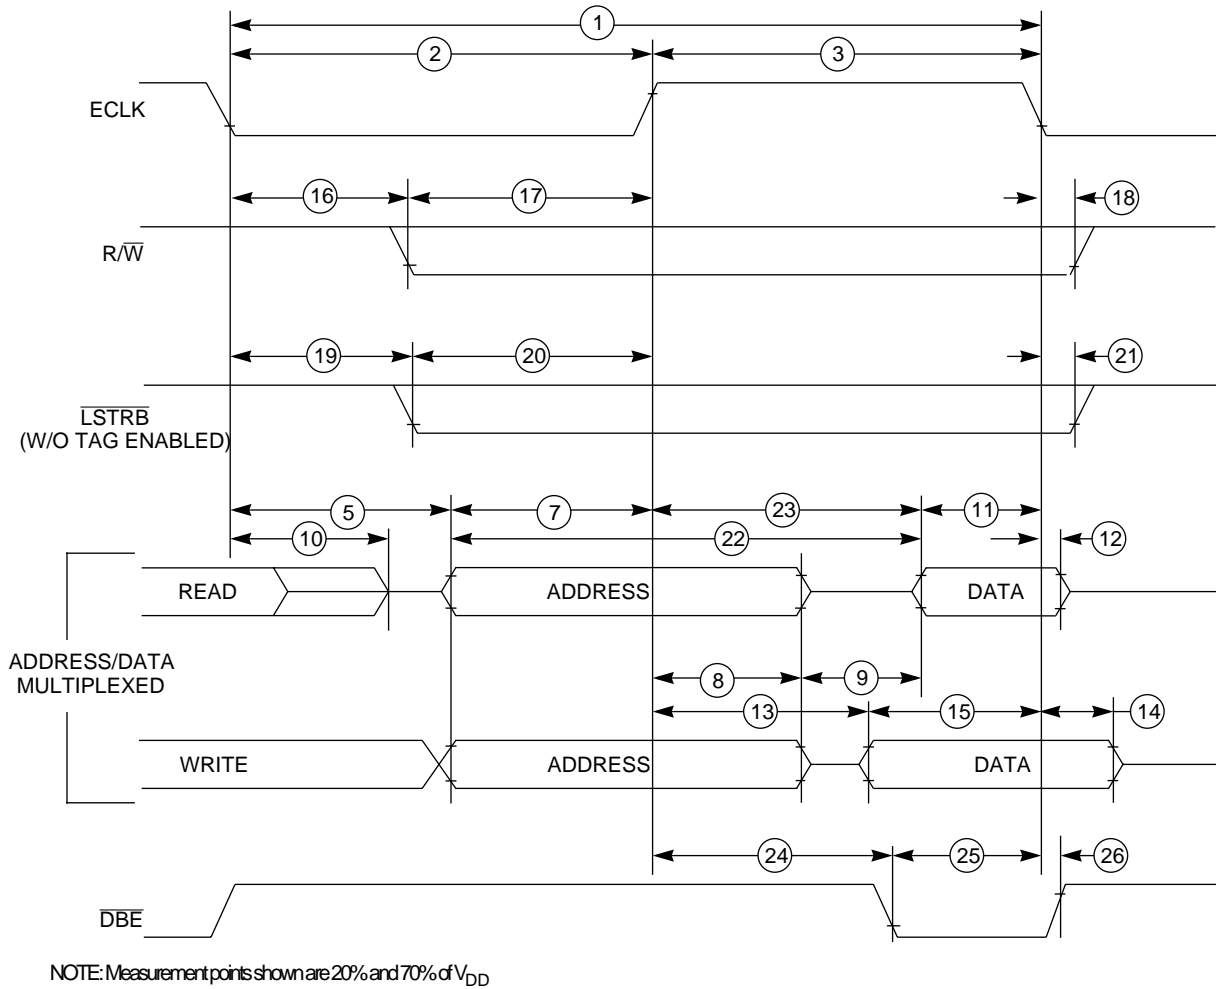 1
2
3
ECLK
16
17
18
R/W̅
19
20
21
L̅S̅T̅R̅B̅
(W/O TAG ENABLED)
5
7
23
11
10
22
12
READ
ADDRESS
DATA
ADDRESS/DATA
MULTIPLEXED
8
9
13
15
14
WRITE
ADDRESS
DATA
24
25
26
D̅B̅E̅
NOTE: Measurement points shown are 20% and 70% of VDD